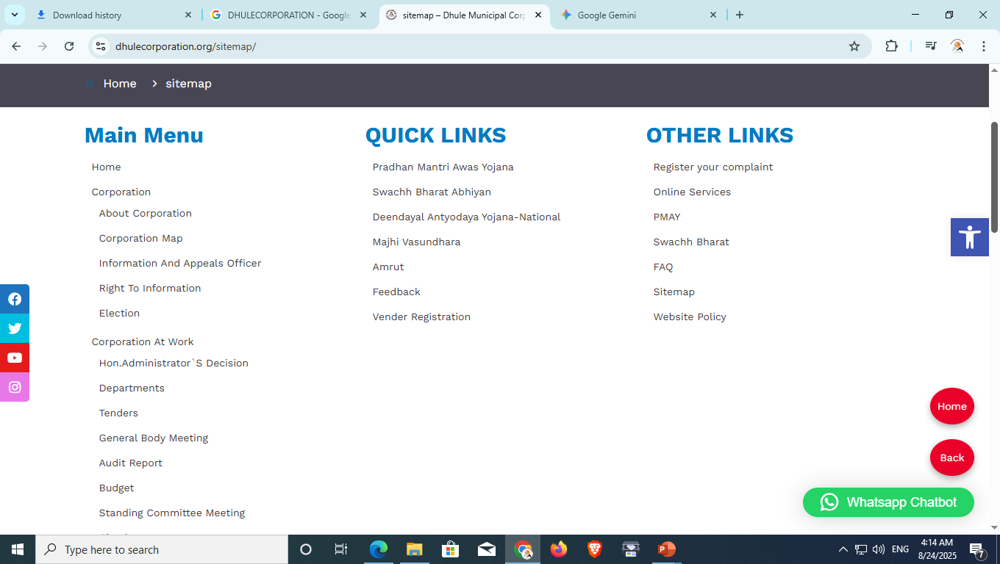 Download history
DHULECORPORATION - Google
sitemap – Dhule Municipal Corp
Google Gemini
dhulecorporation.org/sitemap/
Home
sitemap
Main Menu
Home
Corporation
About Corporation
Corporation Map
Information And Appeals Officer
Right To Information
Election
Corporation At Work
Hon.Administrator`S Decision
Departments
Tenders
General Body Meeting
Audit Report
Budget
Standing Committee Meeting
QUICK LINKS
Pradhan Mantri Awas Yojana
Swachh Bharat Abhiyan
Deendayal Antyodaya Yojana-National
Majhi Vasundhara
Amrut
Feedback
Vender Registration
OTHER LINKS
Register your complaint
Online Services
PMAY
Swachh Bharat
FAQ
Sitemap
Website Policy
Home
Back
Whatsapp Chatbot
Type here to search
ENG
4:14 AM
8/24/2025
7